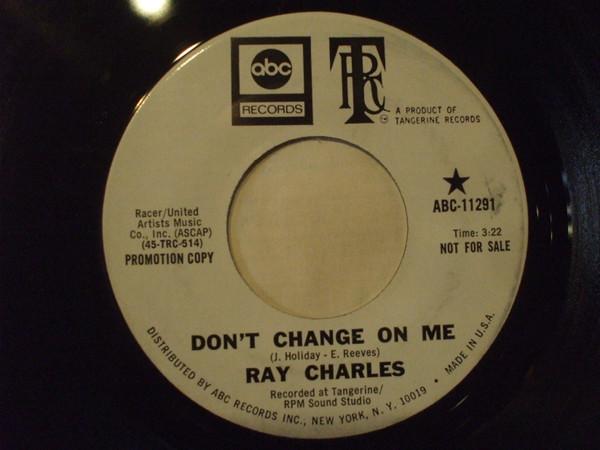 abc
RECORDS
TRC
A PRODUCT OF
TANGERINE RECORDS
ABC-11291
Racer/United
Artists Music
Co., Inc. (ASCAP)
(45-TRC-514)
PROMOTION COPY
Time: 3:22
NOT FOR SALE
DON'T CHANGE ON ME
(J. Holiday - E. Reeves)
RAY CHARLES
Recorded at Tangerine/
RPM Sound Studio
DISTRIBUTED BY ABC RECORDS INC., NEW YORK, N. Y. 10019 • MADE IN U.S.A.